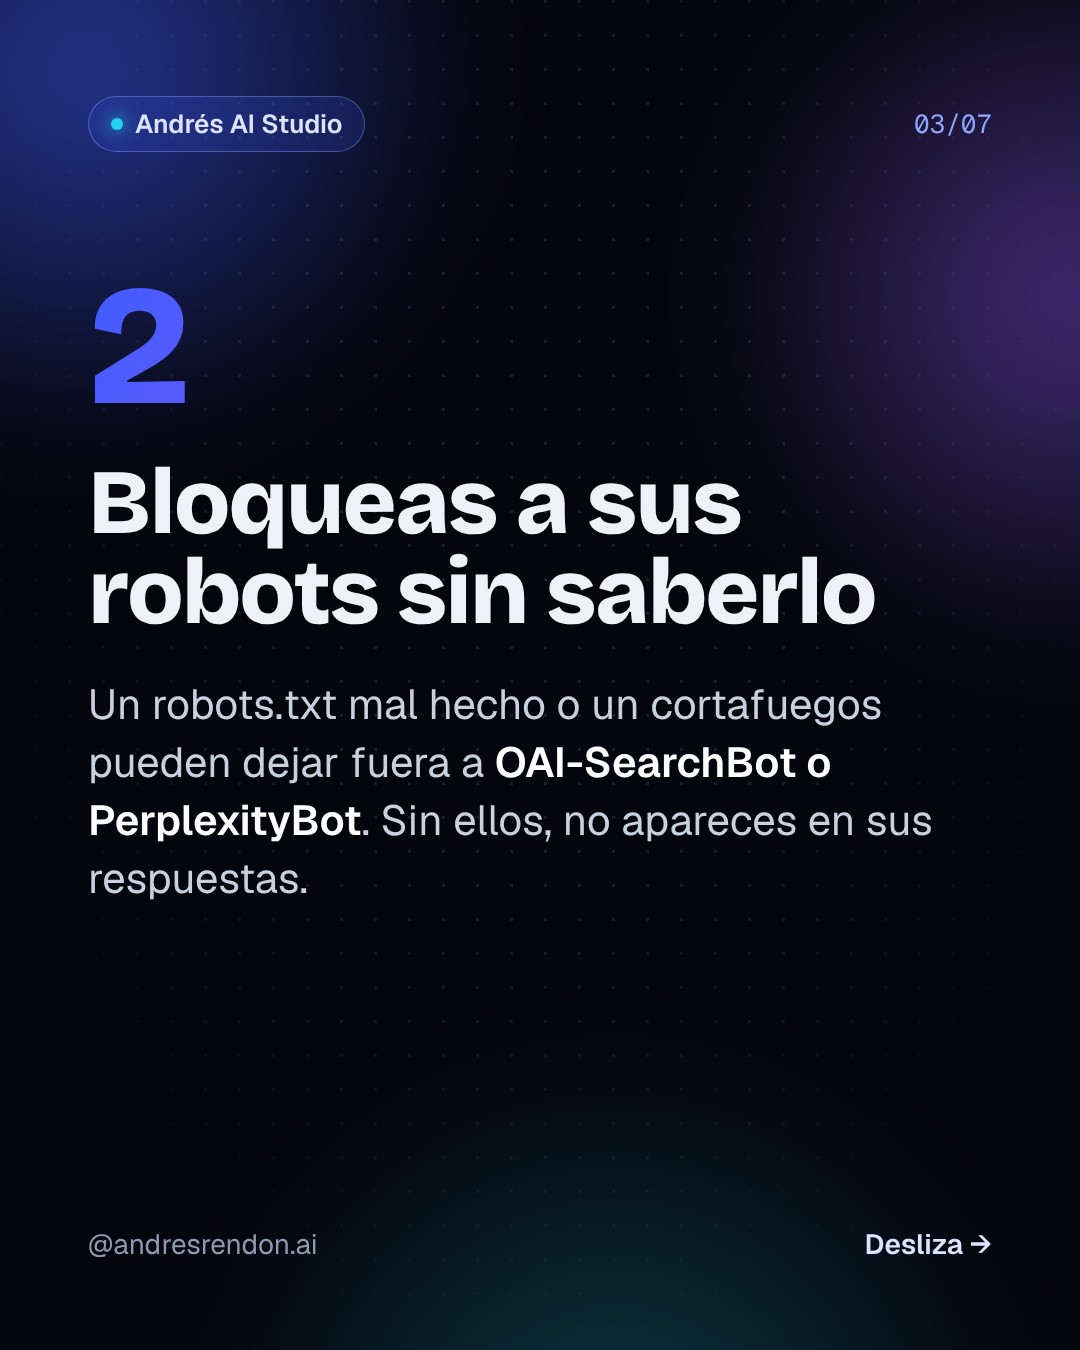 Andrés AI Studio
03/07
2
Bloqueas a sus
robots sin saberlo
Un robots.txt mal hecho o un cortafuegos
pueden dejar fuera a OAI-SearchBot o
PerplexityBot. Sin ellos, no apareces en sus
respuestas.
@andresrendon.ai
Desliza →